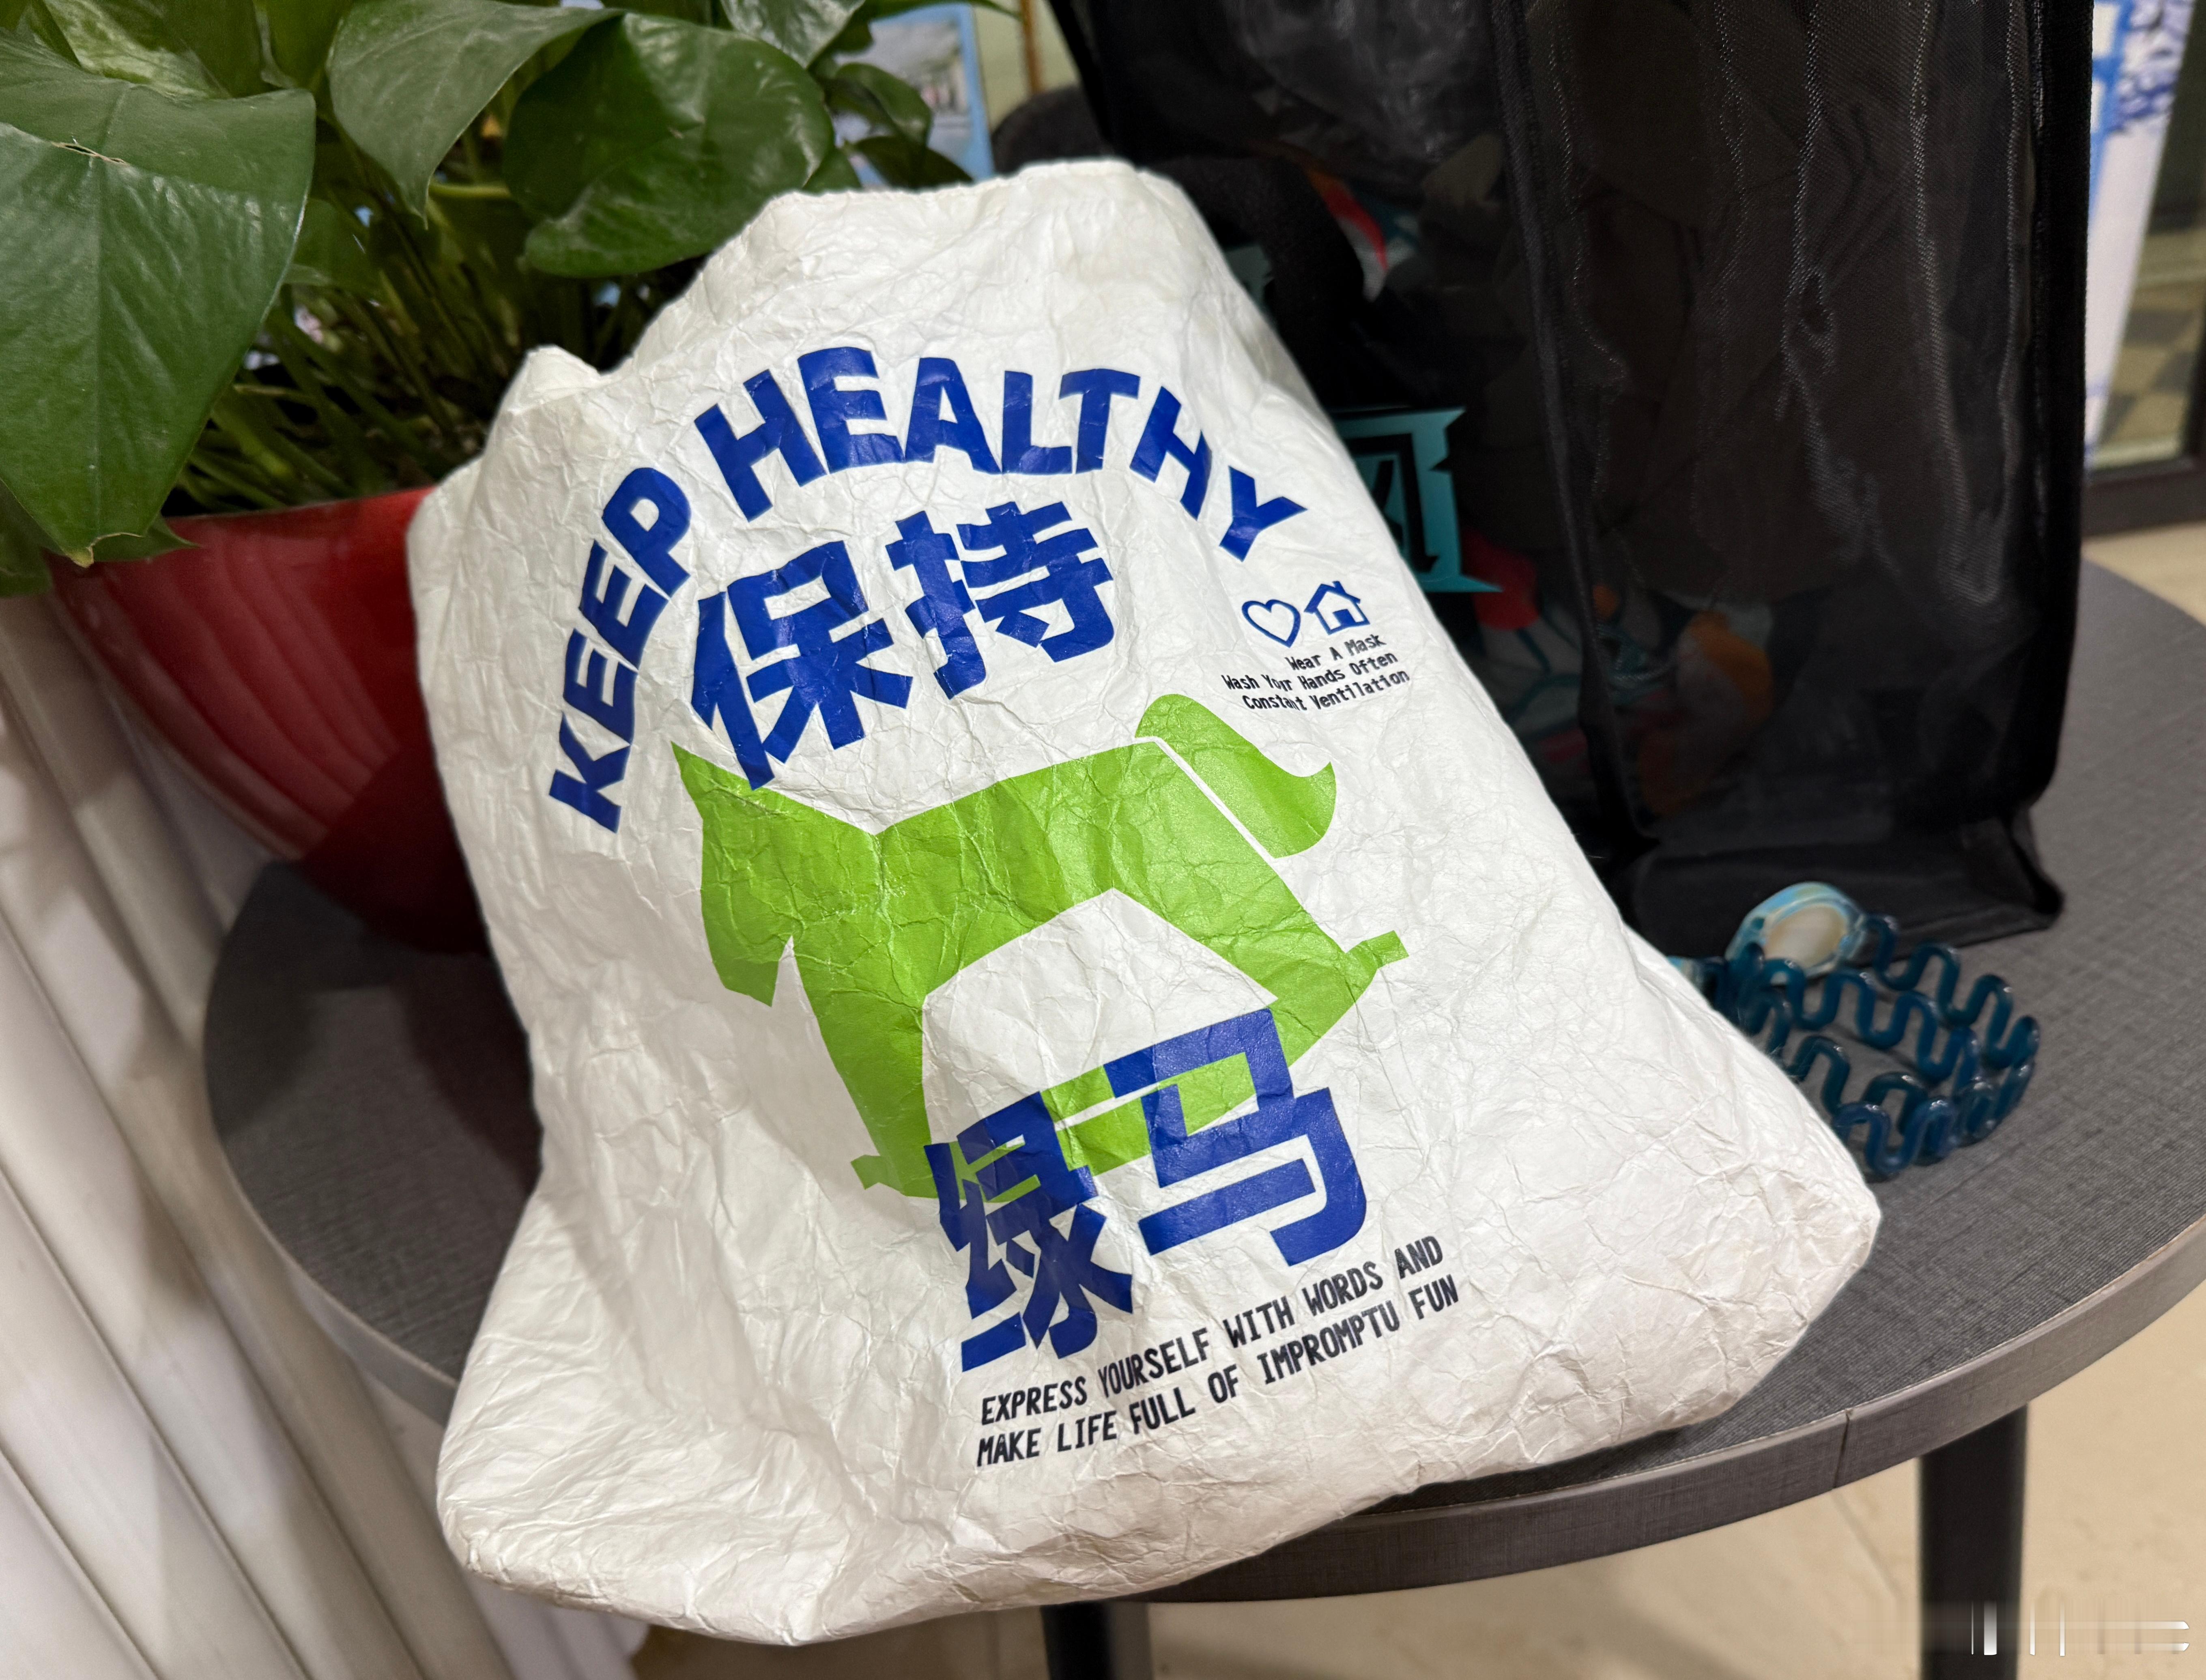 KEEP HEALTHY
保持
Wear A Mask
Wash Your Hands Often
Constant Ventilation
绿马
EXPRESS YOURSELF WITH WORDS AND
MAKE LIFE FULL OF IMPROMPTU FUN